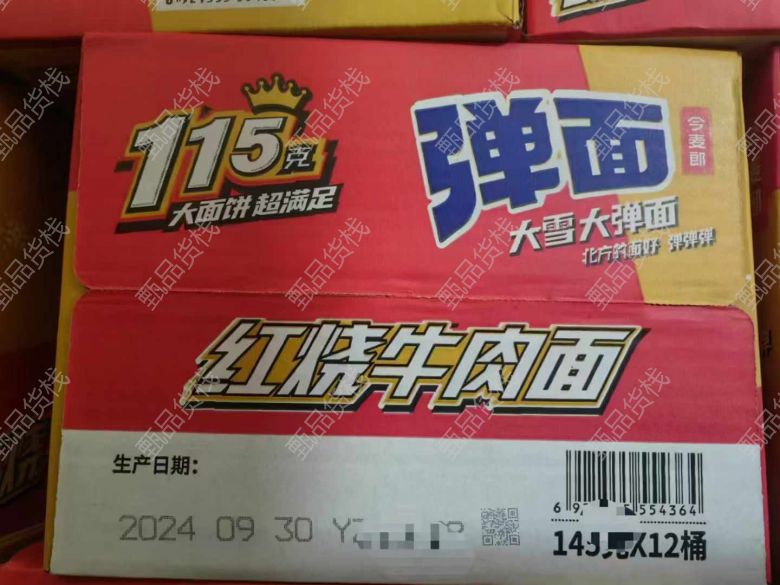 115克
大面饼 超满足
弹面
今麦郎
大雪 大弹面
北方的面好 弹弹弹
红烧牛肉面
生产日期:
2024 09 30 Y
554364
X12桶
甄品货栈